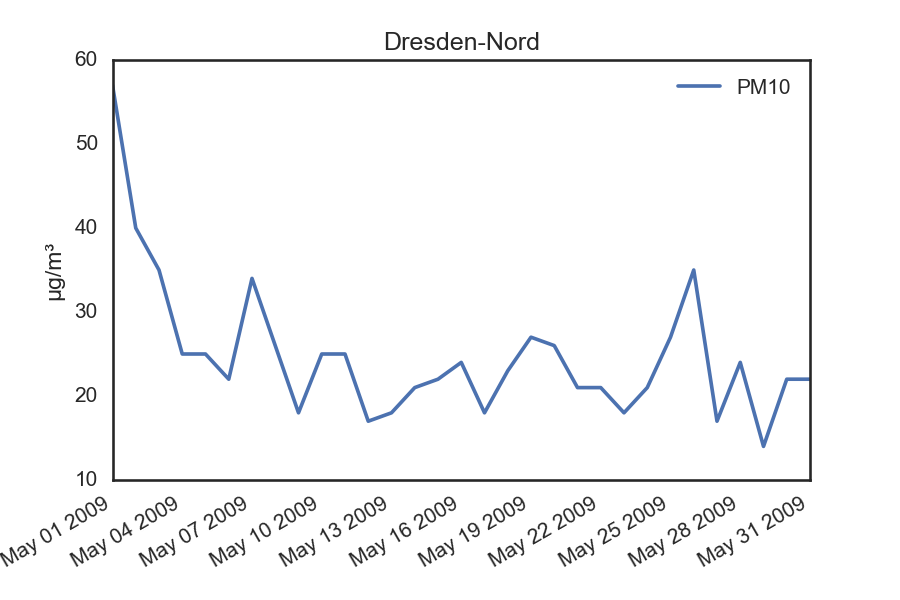 Dresden-Nord
PM10
µg/m³
60
50
40
30
20
10
May 01 2009
May 04 2009
May 07 2009
May 10 2009
May 13 2009
May 16 2009
May 19 2009
May 22 2009
May 25 2009
May 28 2009
May 31 2009